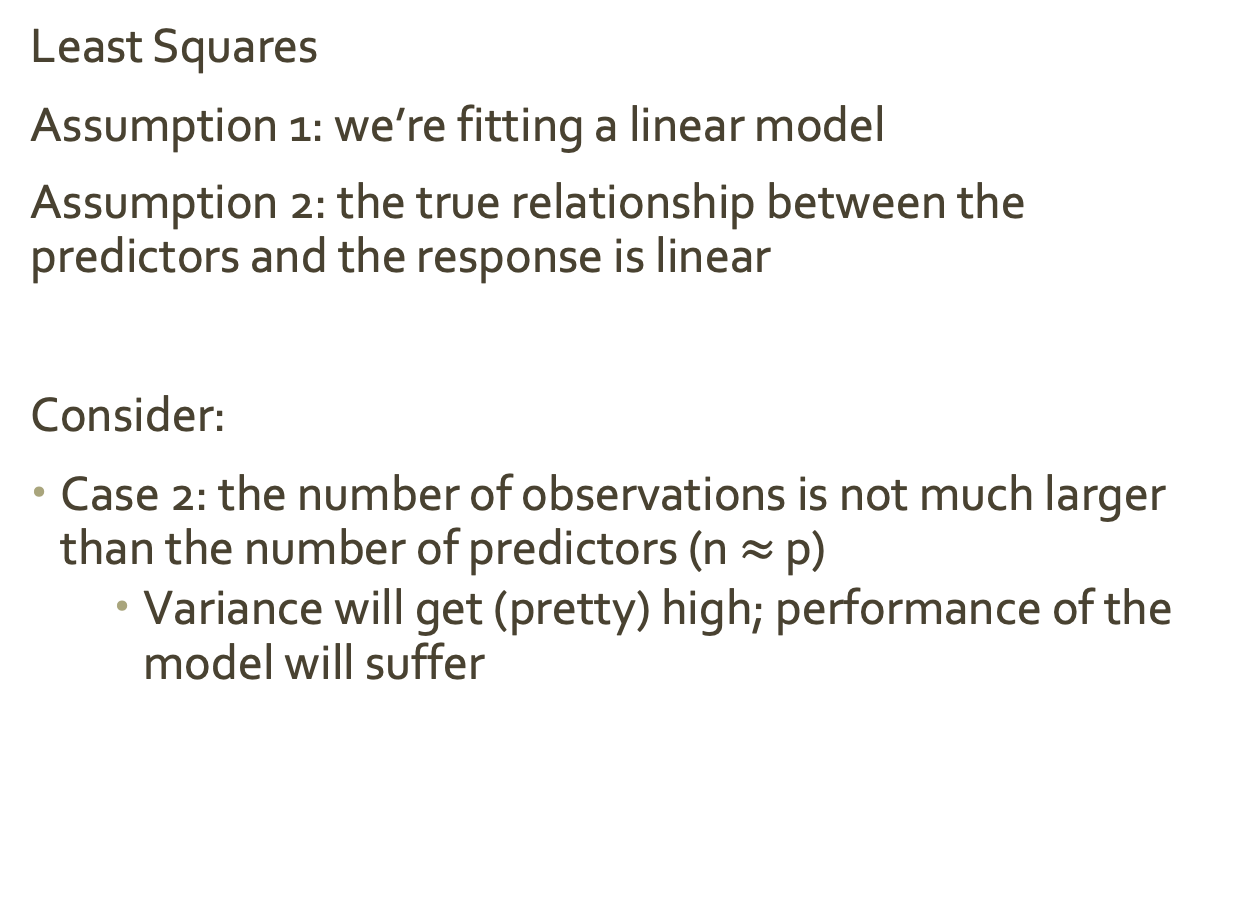 Least Squares
Assumption 1: we’re fitting a linear model
Assumption 2: the true relationship between the
predictors and the response is linear
Consider:
• Case 2: the number of observations is not much larger
than the number of predictors (n ≈ p)
• Variance will get (pretty) high; performance of the
model will suffer